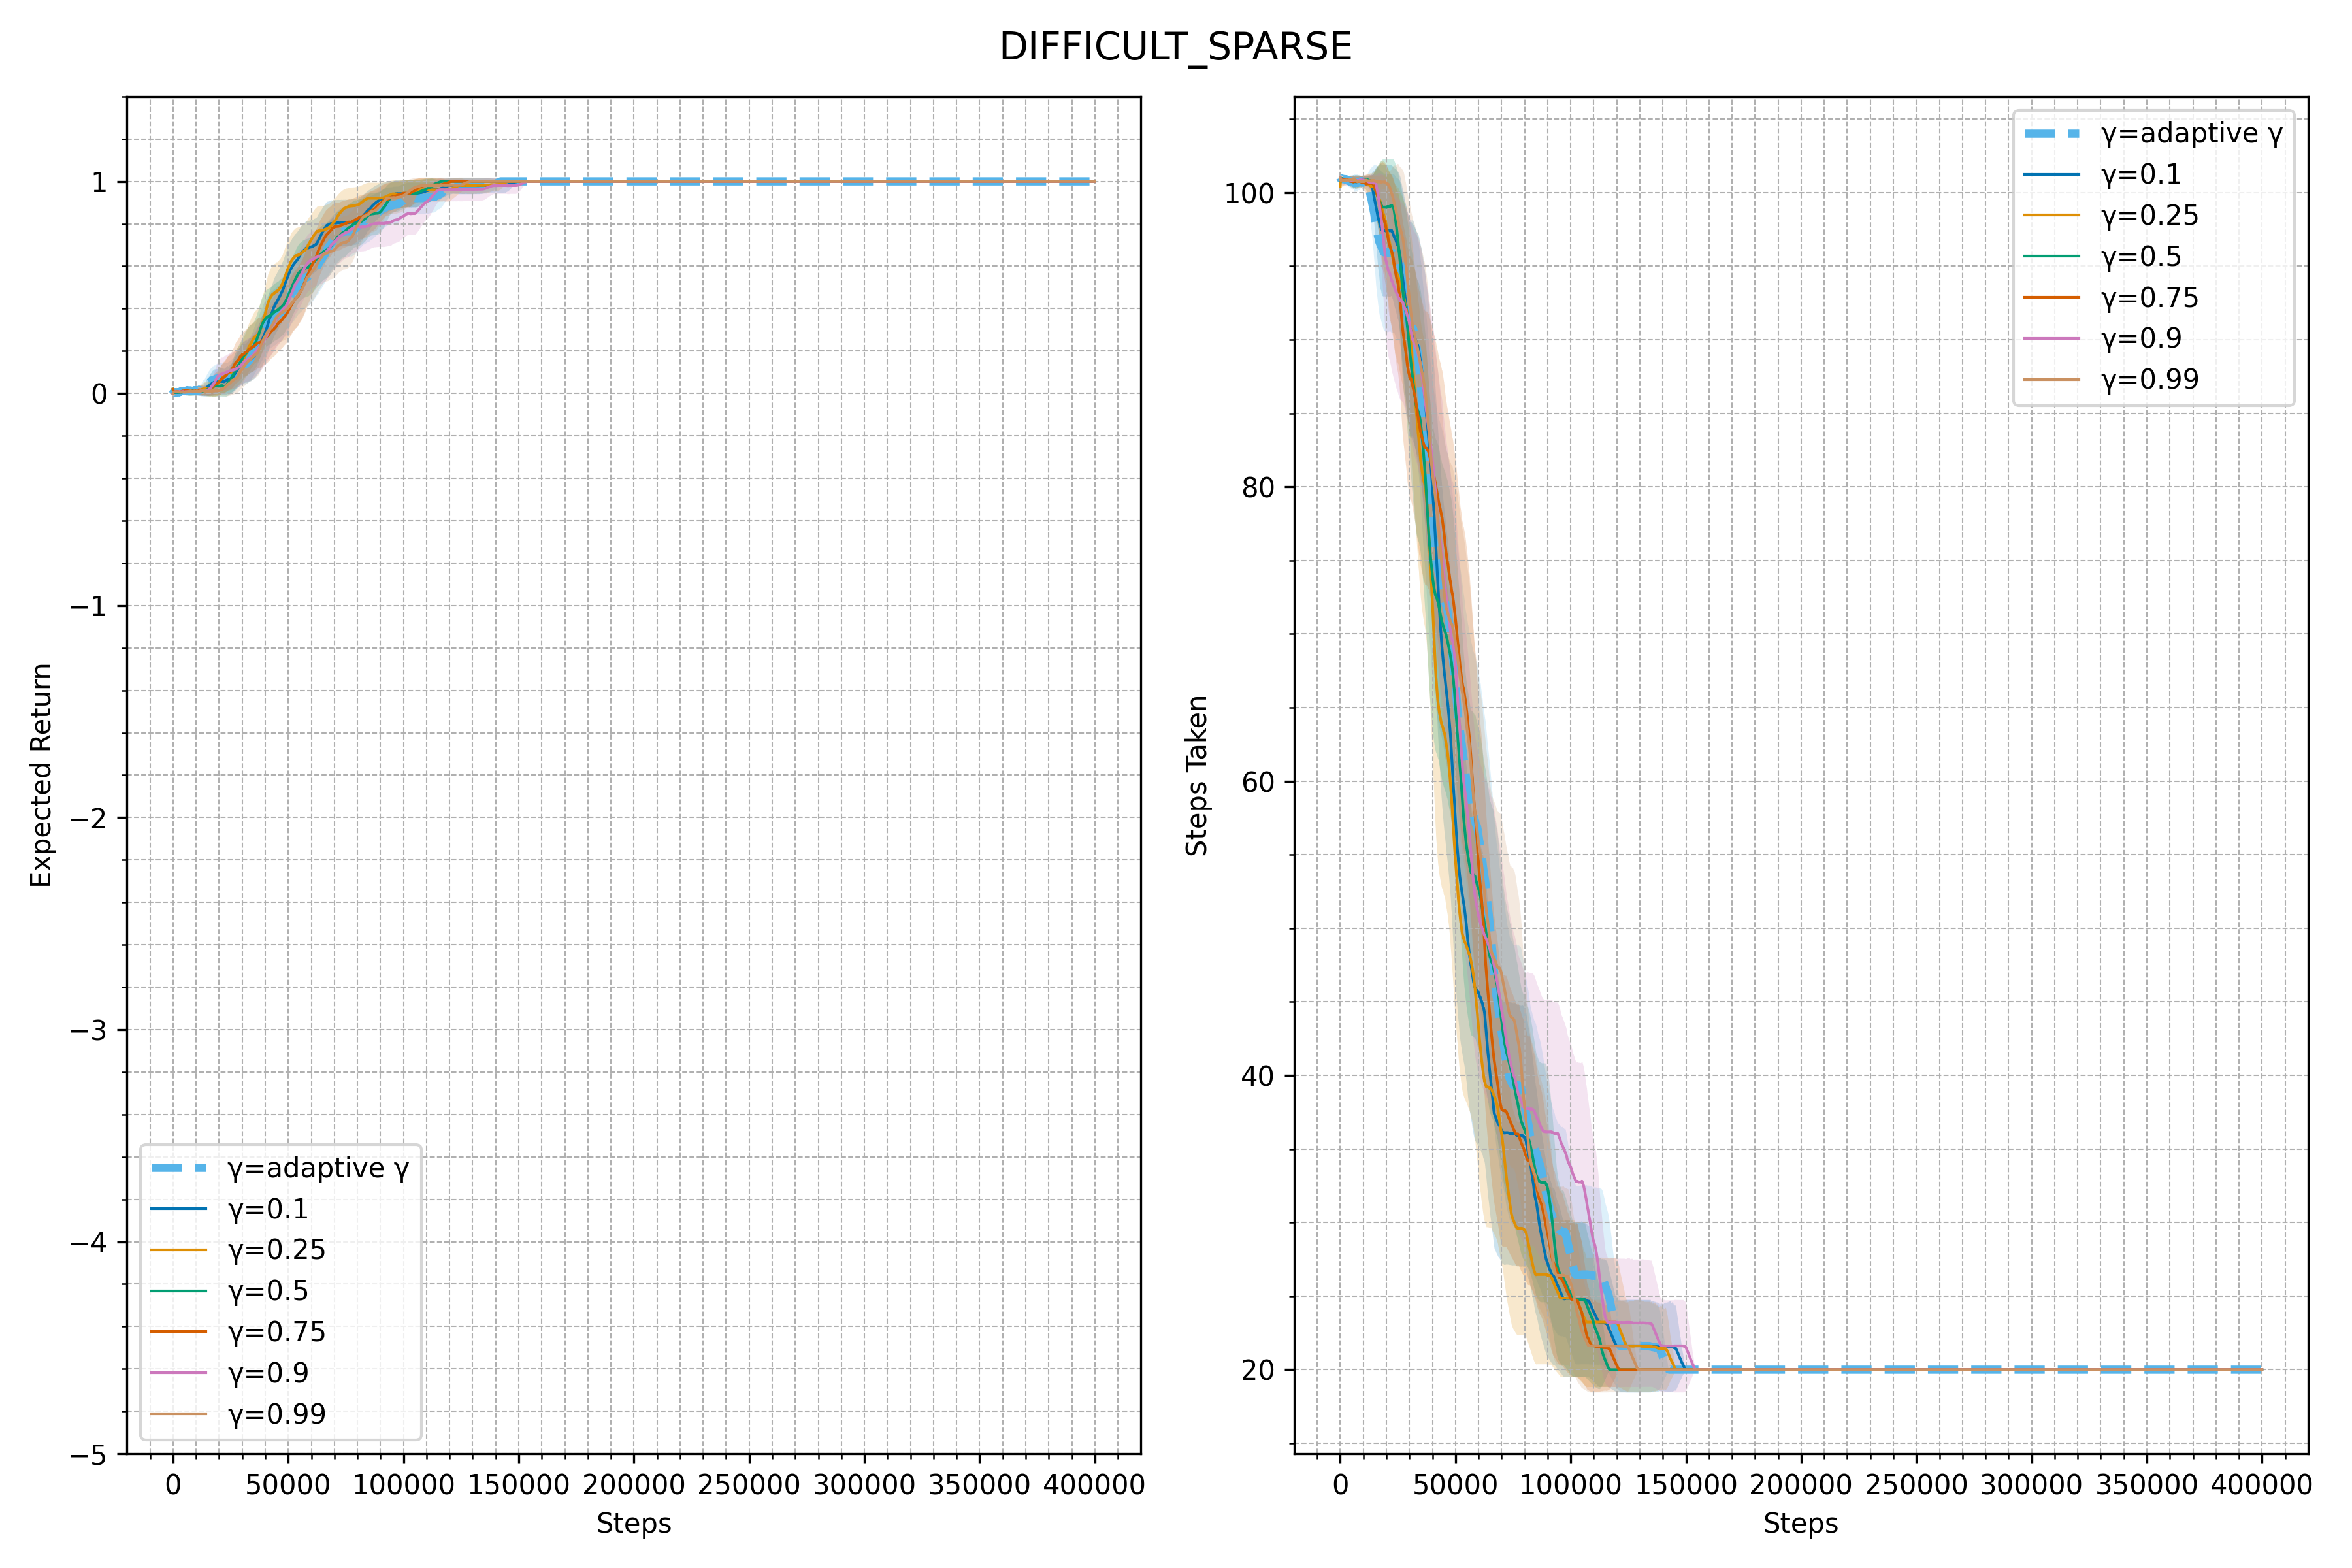 DIFFICULT_SPARSE
Expected Return
1
0
−1
−2
−3
−4
−5
γ=adaptive γ
γ=0.1
γ=0.25
γ=0.5
γ=0.75
γ=0.9
γ=0.99
0 50000 100000 150000 200000 250000 300000 350000 400000
Steps
Steps Taken
100
80
60
40
20
γ=adaptive γ
γ=0.1
γ=0.25
γ=0.5
γ=0.75
γ=0.9
γ=0.99
0 50000 100000 150000 200000 250000 300000 350000 400000
Steps